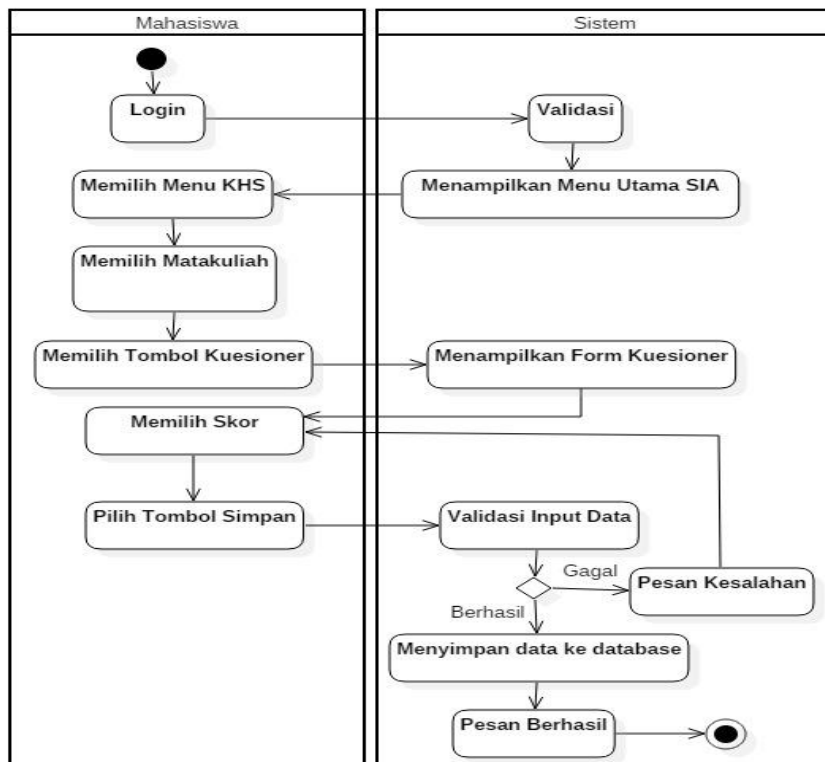 Mahasiswa
Sistem
Login
Validasi
Memilih Menu KHS
Menampilkan Menu Utama SIA
Memilih Matakuliah
Memilih Tombol Kuesioner
Menampilkan Form Kuesioner
Memilih Skor
Pilih Tombol Simpan
Validasi Input Data
Gagal
Pesan Kesalahan
Berhasil
Menyimpan data ke database
Pesan Berhasil